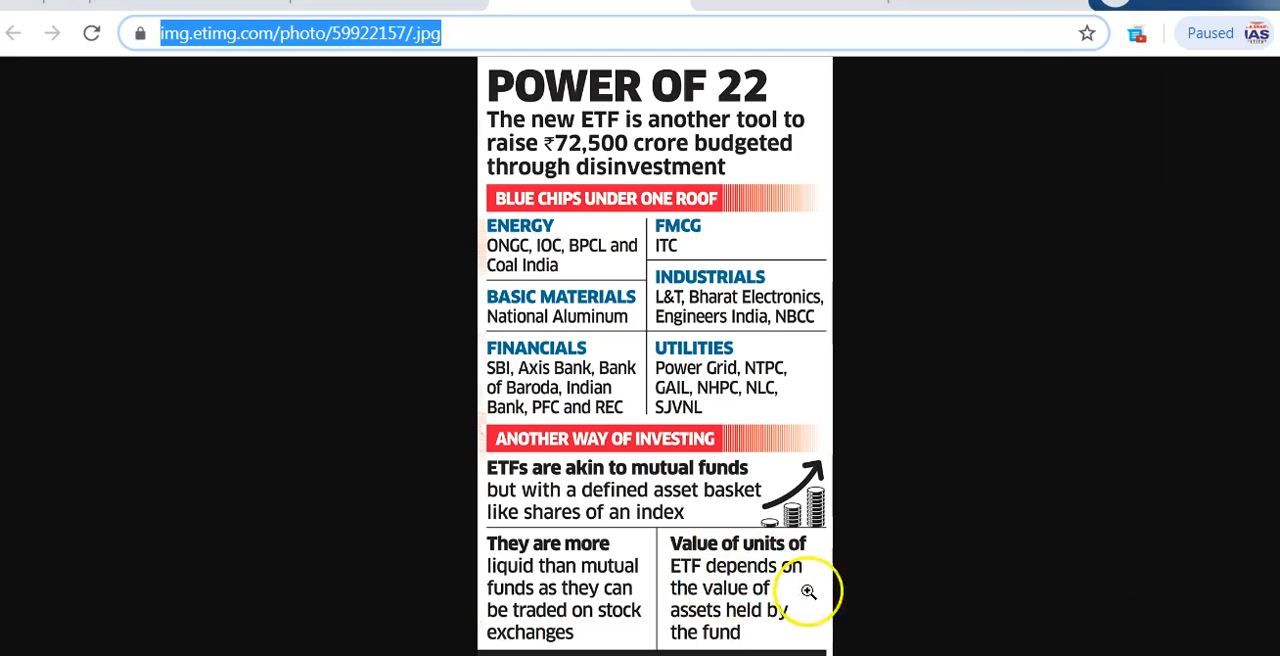 img.etimg.com/photo/59922157/.jpg
Paused
IAS
POWER OF 22
The new ETF is another tool to
raise ₹72,500 crore budgeted
through disinvestment
BLUE CHIPS UNDER ONE ROOF
ENERGY
ONGC, IOC, BPCL and
Coal India
BASIC MATERIALS
National Aluminum
FINANCIALS
SBI, Axis Bank, Bank
of Baroda, Indian
Bank, PFC and REC
FMCG
ITC
INDUSTRIALS
L&T, Bharat Electronics,
Engineers India, NBCC
UTILITIES
Power Grid, NTPC,
GAIL, NHPC, NLC,
SJVNL
ANOTHER WAY OF INVESTING
ETFs are akin to mutual funds
but with a defined asset basket
like shares of an index
They are more
liquid than mutual
funds as they can
be traded on stock
exchanges
Value of units of
ETF depends on
the value of
assets held by
the fund